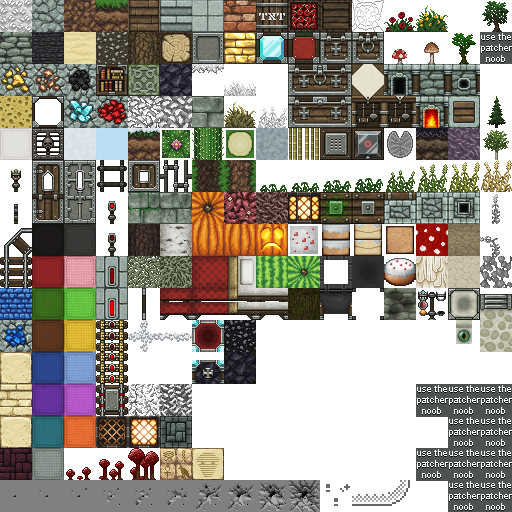 TXT
use the
patcher
noob
use the use the use the
patcher patcher patcher
noob noob noob
use the use the
patcher patcher
noob noob
use the use the use the
patcher patcher patcher
noob noob noob
use the use the
patcher patcher
noob noob